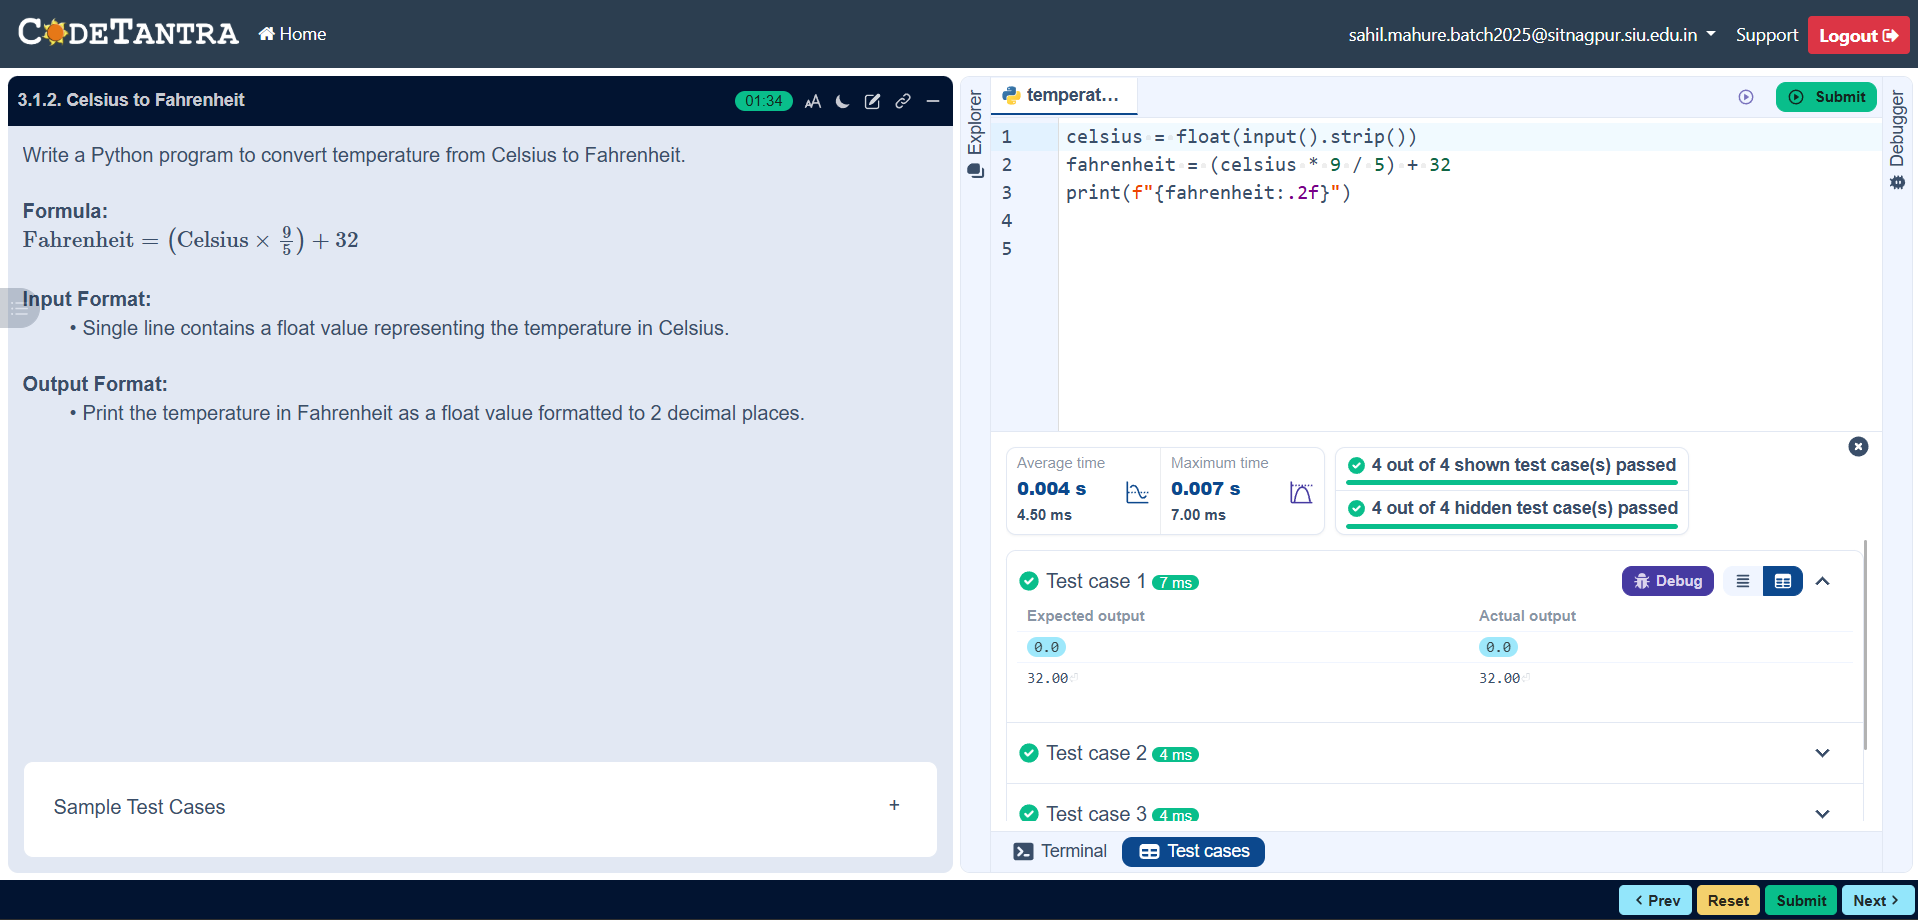 CODETANTRA
Home
sahil.mahure.batch2025@sitnagpur.siu.edu.in
Support
Logout
3.1.2. Celsius to Fahrenheit
01:34
Write a Python program to convert temperature from Celsius to Fahrenheit.
Formula:
Fahrenheit = (Celsius × 9/5) + 32
Input Format:
• Single line contains a float value representing the temperature in Celsius.
Output Format:
• Print the temperature in Fahrenheit as a float value formatted to 2 decimal places.
Sample Test Cases
+
Explorer
temperat...
Submit
Debugger
1 celsius = float(input().strip())
2 fahrenheit = (celsius * 9 / 5) + 32
3 print(f"{fahrenheit:.2f}")
4
5
Average time
0.004 s
4.50 ms
Maximum time
0.007 s
7.00 ms
4 out of 4 shown test case(s) passed
4 out of 4 hidden test case(s) passed
Test case 1 7 ms
Debug
Expected output Actual output
0.0 0.0
32.00 32.00
Test case 2 4 ms
Test case 3 4 ms
Terminal
Test cases
< Prev
Reset
Submit
Next >